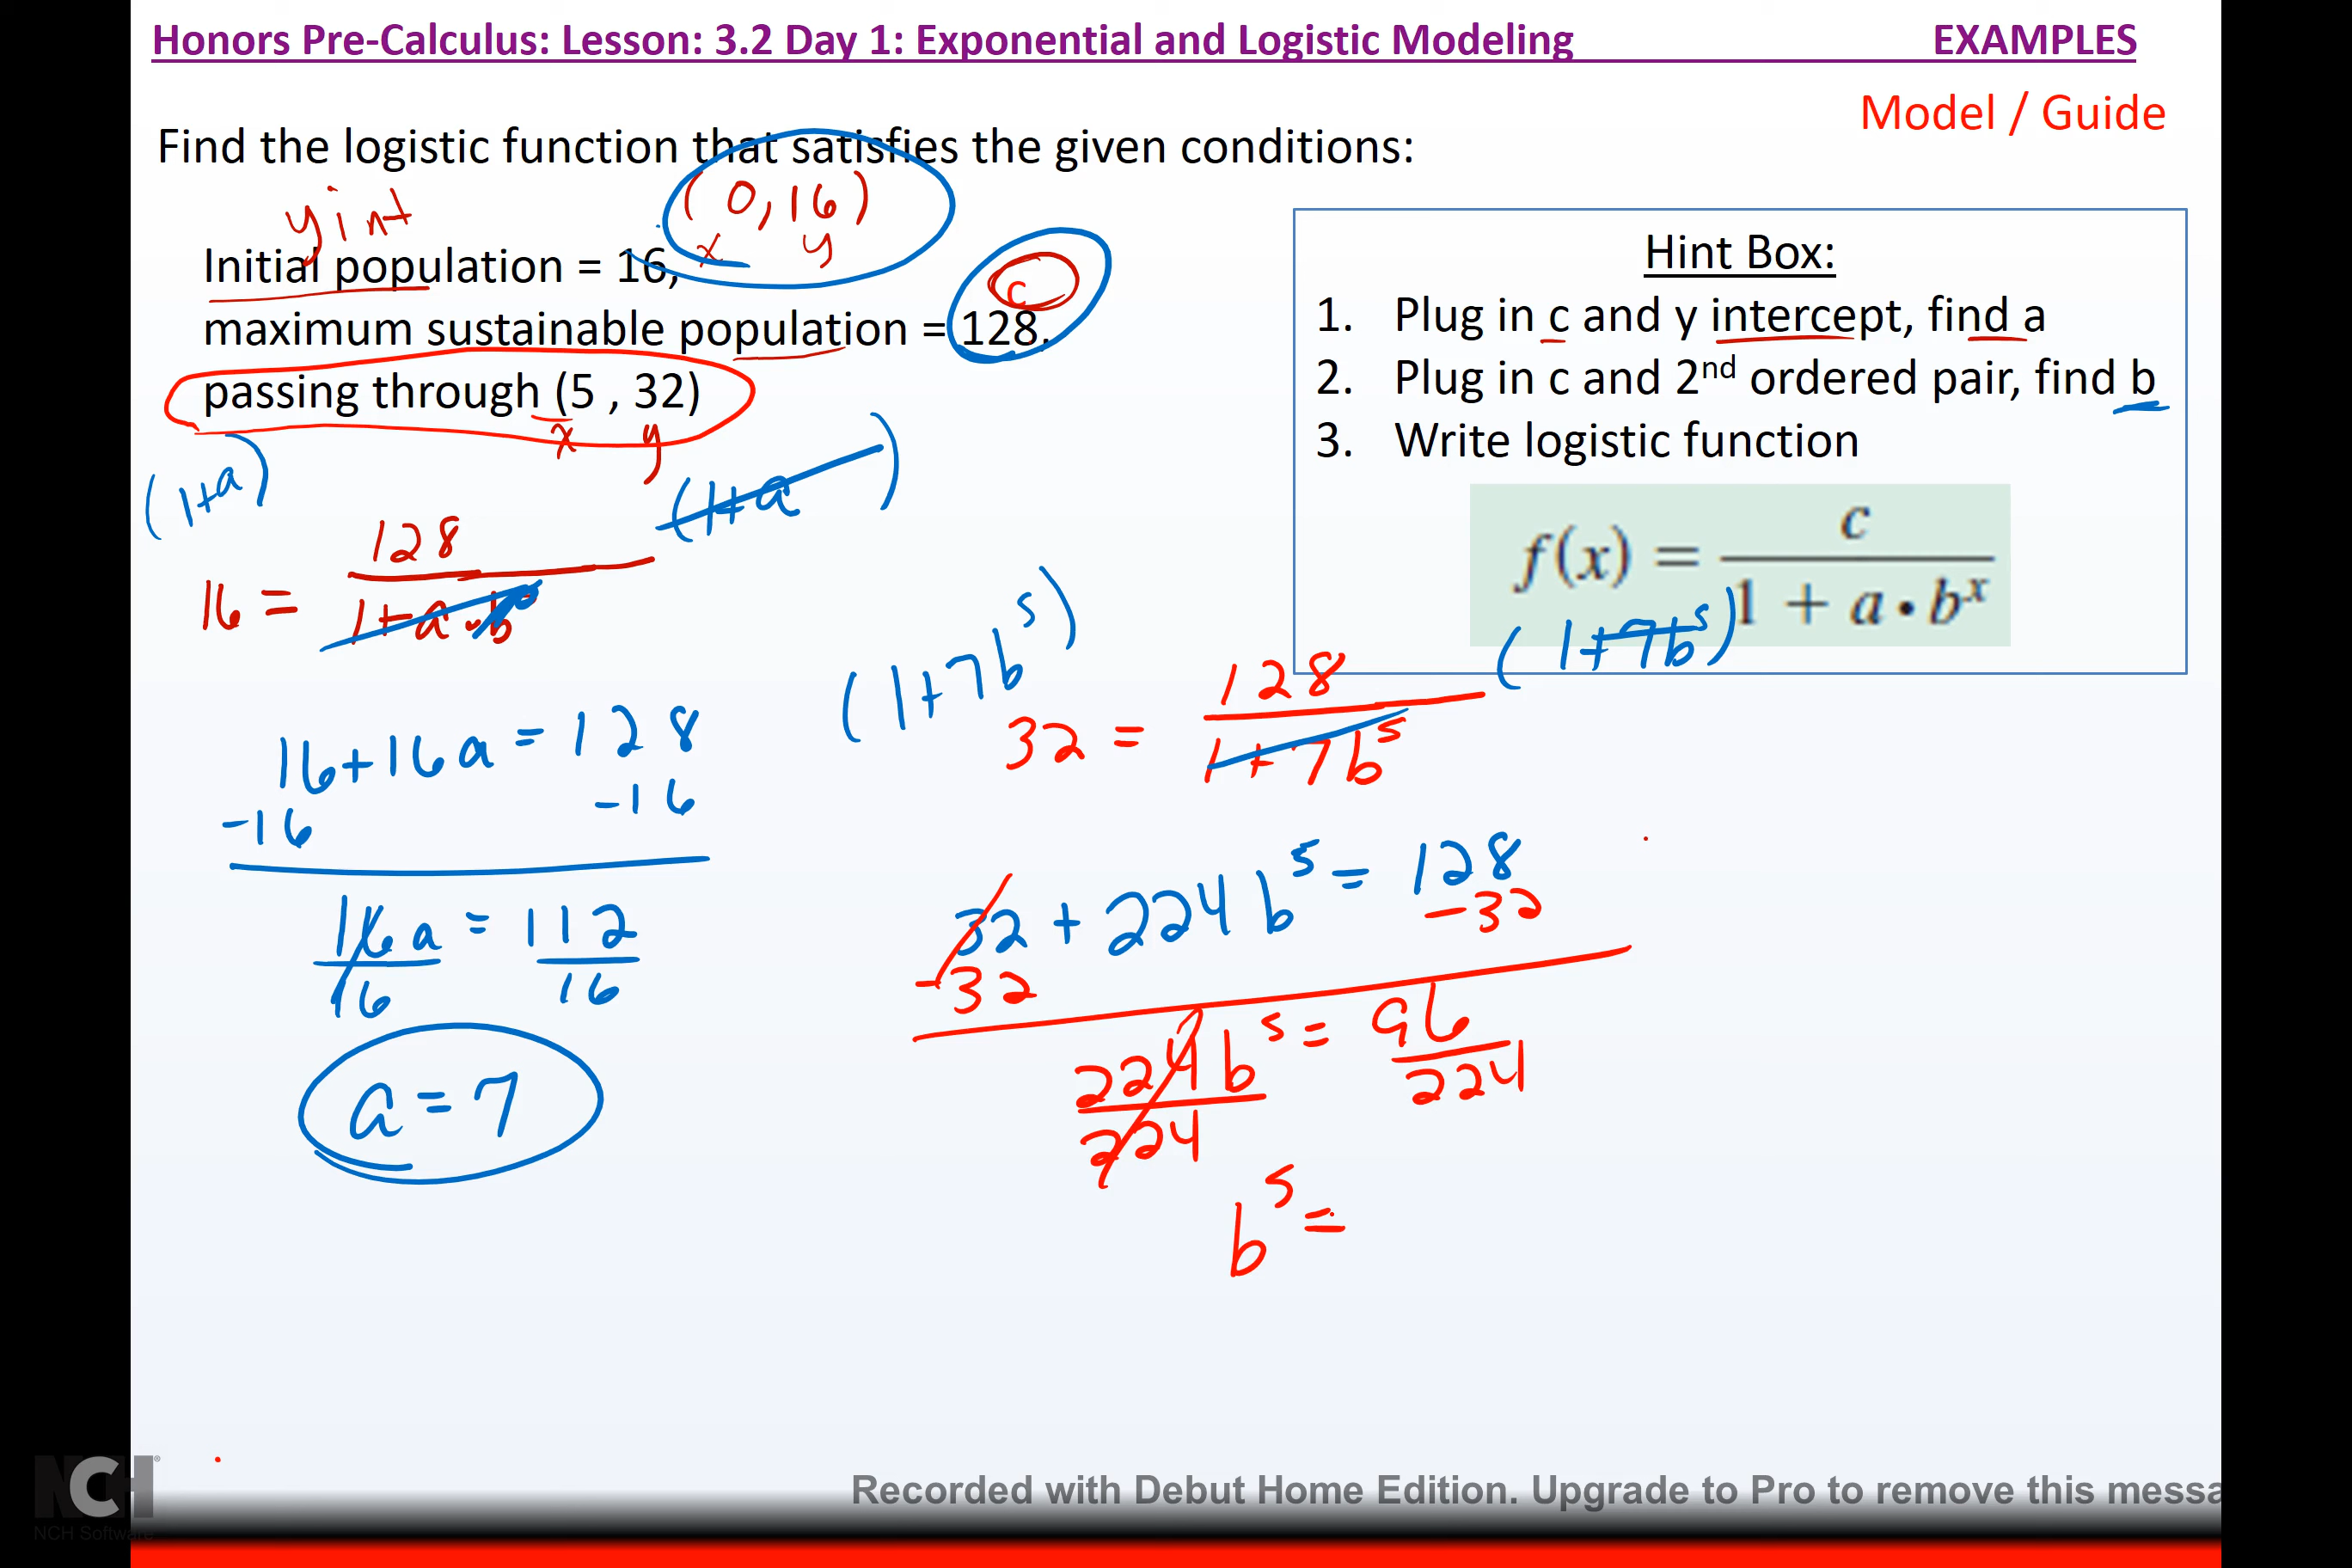 Honors Pre-Calculus: Lesson: 3.2 Day 1: Exponential and Logistic Modeling EXAMPLES
Model / Guide
Find the logistic function that satisfies the given conditions:
y int (0, 16)
x y
Initial population = 16,
c
maximum sustainable population = 128,
passing through (5 , 32)
x y
Hint Box:
1. Plug in c and y intercept, find a
2. Plug in c and 2nd ordered pair, find b
3. Write logistic function
f(x) = c / (1 + a • b^x)
(1+a) 16 = 128 / (1+a·b^0) (1+a)
16+16a = 128
-16 -16
16a = 112
16 16
a = 7
(1+7b^5) 32 = 128 / (1+7b^5) (1+7b^5)
32 + 224b^5 = 128
-32 -32
224b^5 = 96
224 224
b^5 =
NCH®
NCH Software
Recorded with Debut Home Edition. Upgrade to Pro to remove this messa